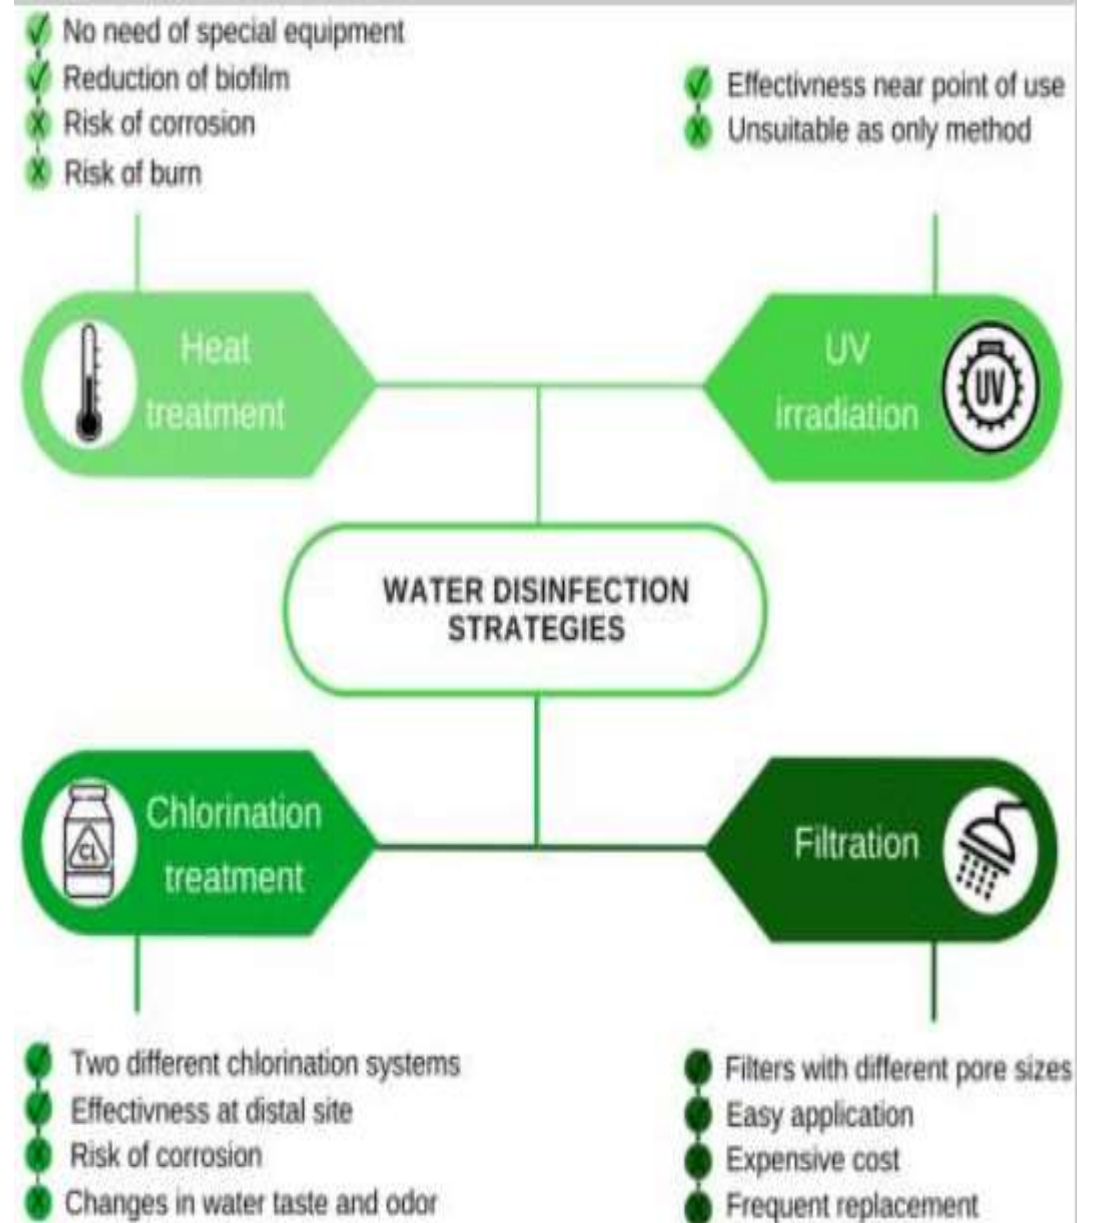 No need of special equipment
Reduction of biofilm
Risk of corrosion
Risk of burn
Effectivness near point of use
Unsuitable as only method
Heat
treatment
UV
irradiation
UV
WATER DISINFECTION
STRATEGIES
Chlorination
treatment
CL
Filtration
Two different chlorination systems
Effectivness at distal site
Risk of corrosion
Changes in water taste and odor
Filters with different pore sizes
Easy application
Expensive cost
Frequent replacement